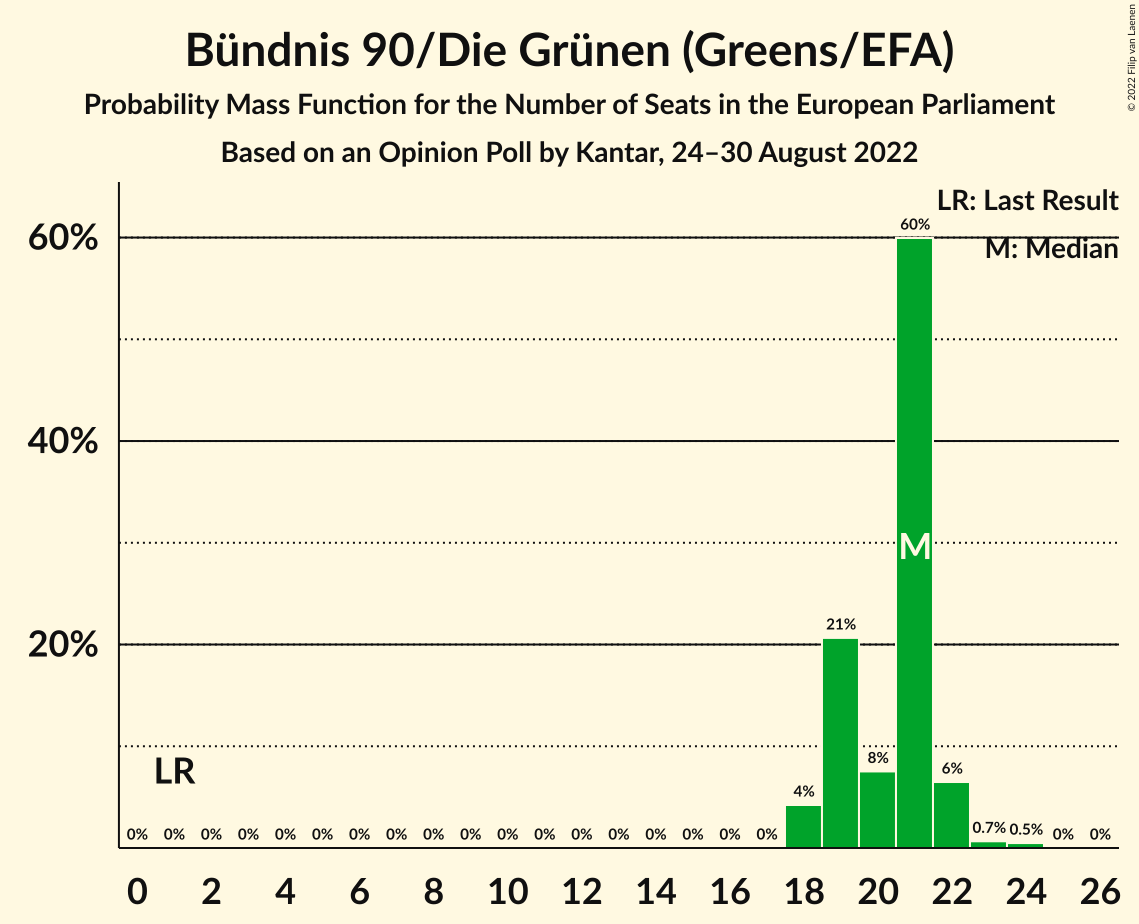 Bündnis 90/Die Grünen (Greens/EFA)
Probability Mass Function for the Number of Seats in the European Parliament
Based on an Opinion Poll by Kantar, 24–30 August 2022
© 2022 Filip van Laenen
LR: Last Result
M: Median
60%
40%
20%
60%
M
21%
8%
6%
4%
LR
0% 0% 0% 0% 0% 0% 0% 0% 0% 0% 0% 0% 0% 0% 0% 0% 0% 0% 0.7% 0.5% 0% 0%
0 2 4 6 8 10 12 14 16 18 20 22 24 26